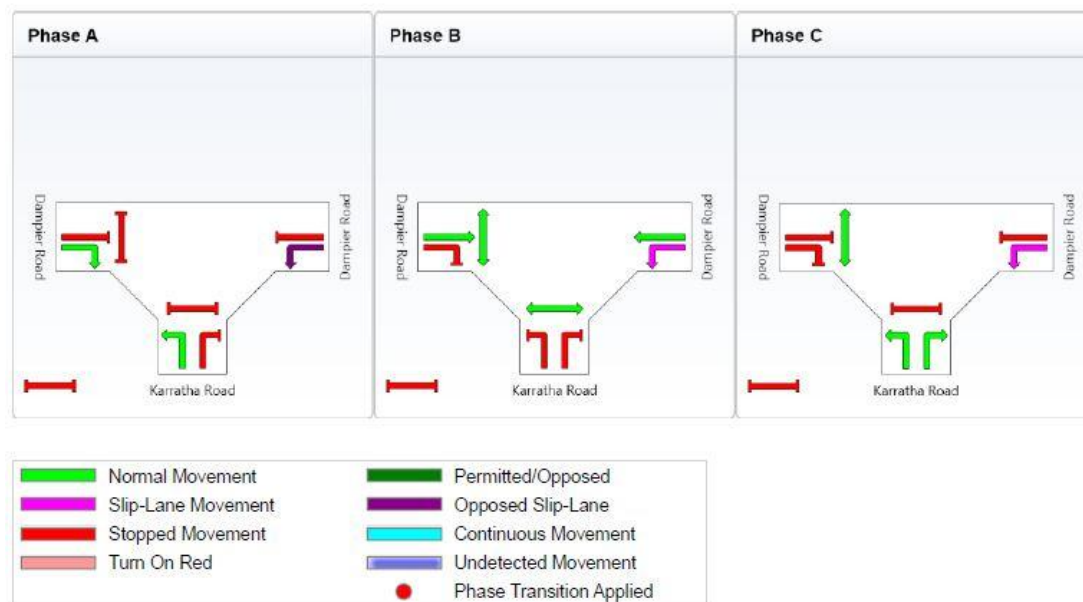 Phase A
Phase B
Phase C
Dampier Road
Dampier Road
Dampier Road
Dampier Road
Dampier Road
Dampier Road
Karratha Road
Karratha Road
Karratha Road
Normal Movement
Permitted/Opposed
Slip-Lane Movement
Opposed Slip-Lane
Stopped Movement
Continuous Movement
Turn On Red
Undetected Movement
Phase Transition Applied